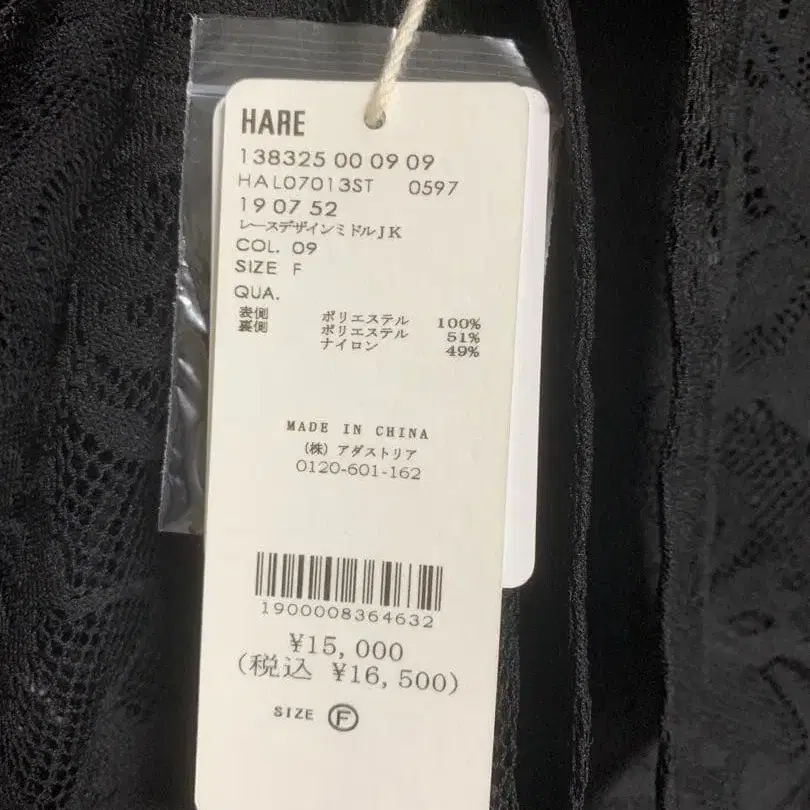 HARE
138325 00 09 09
HAL07013ST 0597
19 07 52
レースデザインミドルJK
COL. 09
SIZE F
QUA.
表側 ポリエステル 100%
裏側 ポリエステル 51%
ナイロン 49%
MADE IN CHINA
(株) アダストリア
0120-601-162
1900008364632
¥15,000
(税込 ¥16,500)
SIZE F